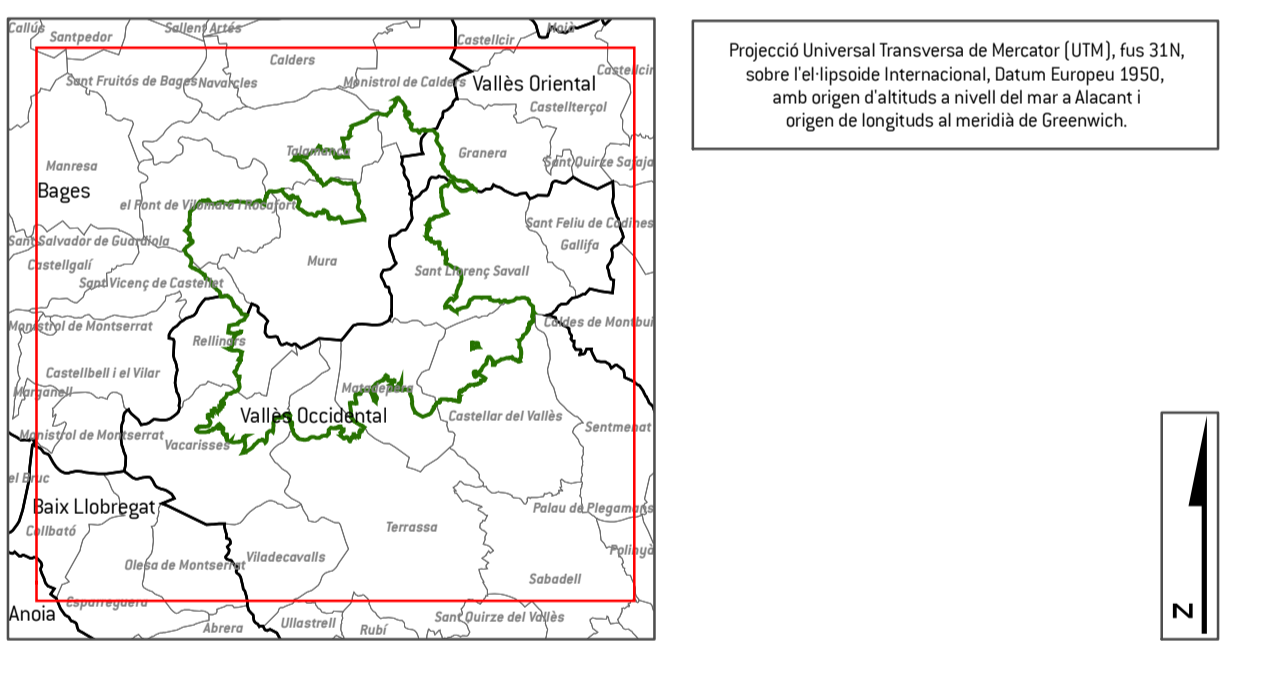 Callús
Sallent
Artés
Moià
Santpedor
Castellcir
Calders
Castellcir
Sant Fruitós de Bages
Navarcles
Monistrol de Calders
Vallès Oriental
Castellterçol
Talamanca
Granera
Manresa
Sant Quirze Safaja
Bages
el Pont de Vilomara i Rocafort
Sant Feliu de Codines
Sant Salvador de Guardiola
Gallifa
Castellgalí
Mura
Sant Llorenç Savall
Sant Vicenç de Castellet
Monistrol de Montserrat
Caldes de Montbui
Rellinars
Castellbell i el Vilar
Marganell
Matadepera
Vallès Occidental
Castellar del Vallès
Sentmenat
Monistrol de Montserrat
Vacarisses
el Bruc
Baix Llobregat
Palau de Plegamans
Collbató
Terrassa
Polinyà
Viladecavalls
Olesa de Montserrat
Sabadell
Esparreguera
Anoia
Sant Quirze del Vallès
Ullastrell
Abrera
Rubí
Projecció Universal Transversa de Mercator (UTM), fus 31N,
sobre l'el·lipsoide Internacional, Datum Europeu 1950,
amb origen d'altituds a nivell del mar a Alacant i
origen de longituds al meridià de Greenwich.
N